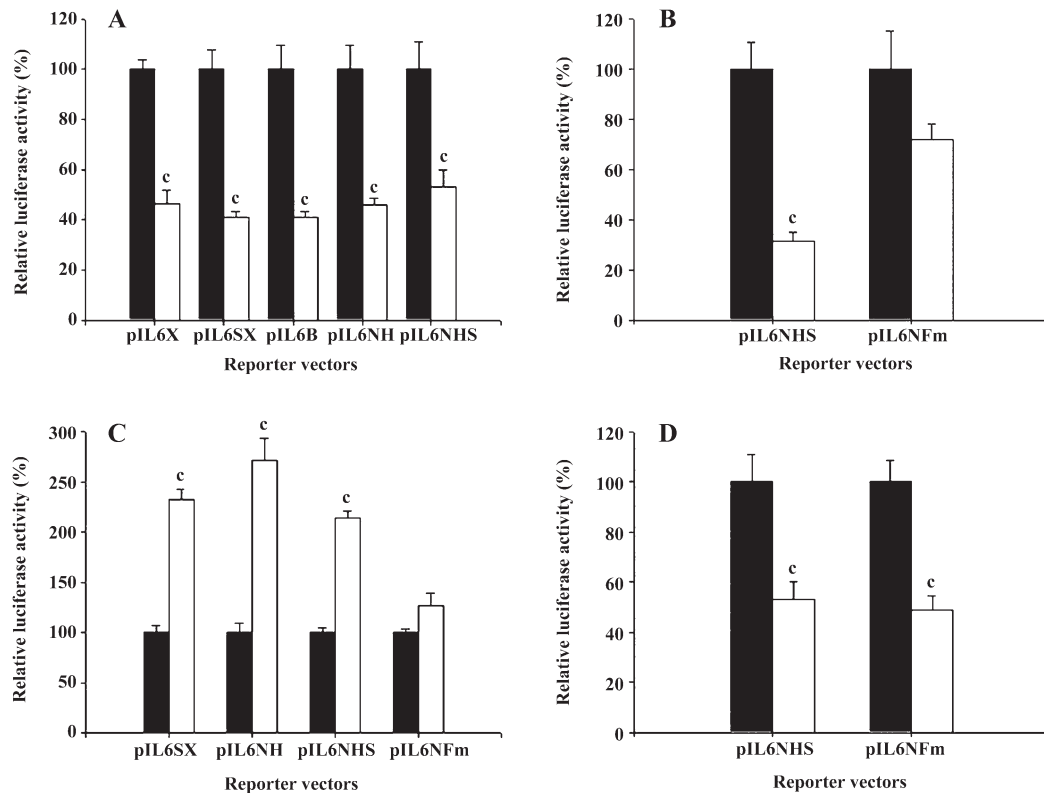 A
Relative luciferase activity (%)
120
100
80
60
40
20
0
c
c
c
c
c
pIL6X pIL6SX pIL6B pIL6NH pIL6NHS
Reporter vectors
B
Relative luciferase activity (%)
120
100
80
60
40
20
0
c
pIL6NHS pIL6NFm
Reporter vectors
C
Relative luciferase activity (%)
300
250
200
150
100
50
0
c
c
c
pIL6SX pIL6NH pIL6NHS pIL6NFm
Reporter vectors
D
Relative luciferase activity (%)
120
100
80
60
40
20
0
c
c
pIL6NHS pIL6NFm
Reporter vectors